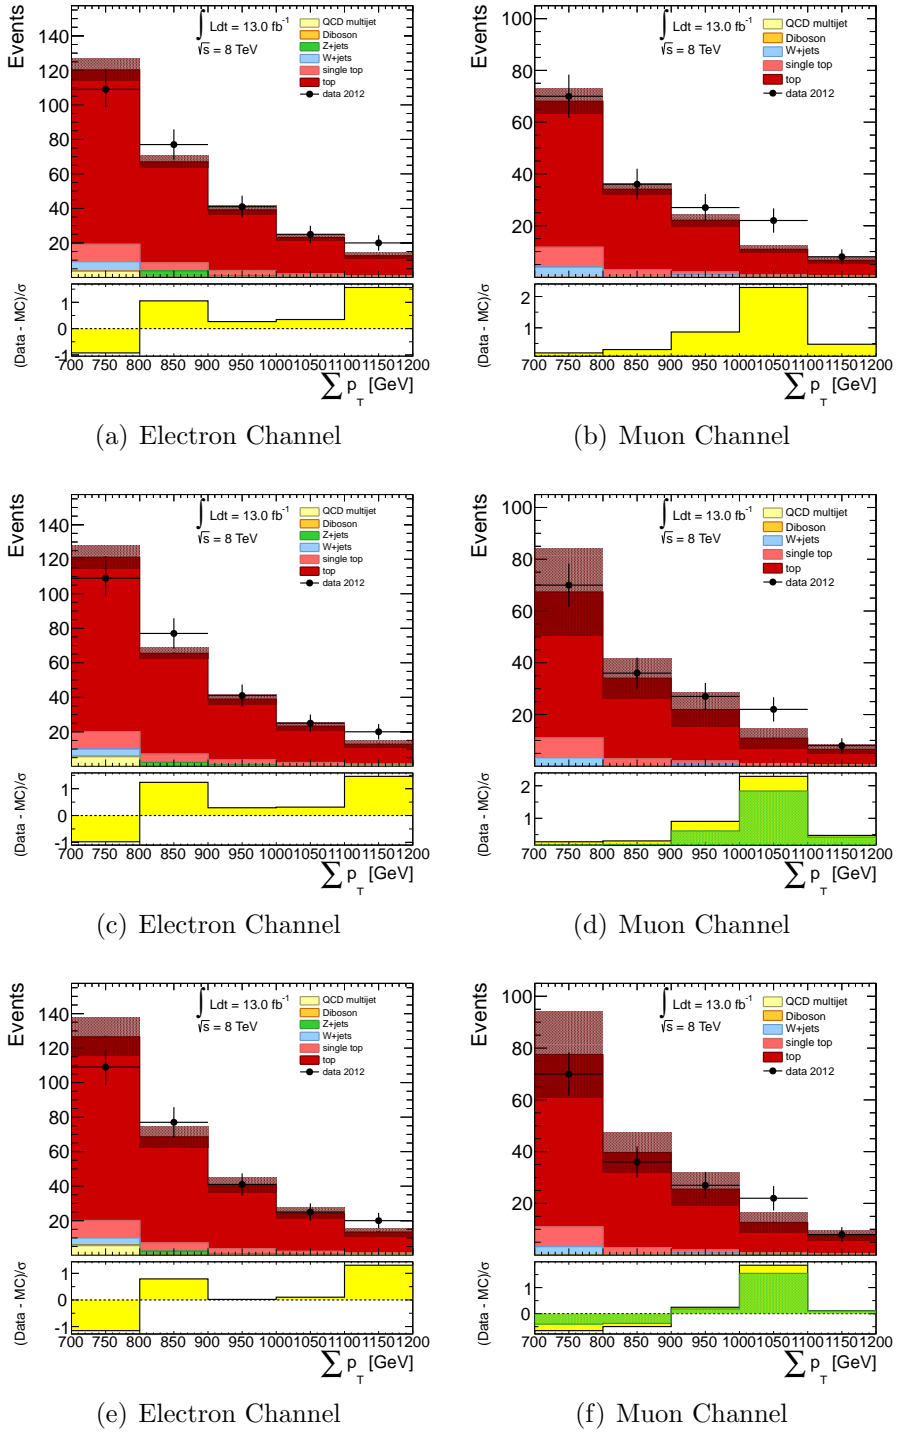 Events
∫ Ldt = 13.0 fb⁻¹
√s = 8 TeV
QCD multijet
Diboson
Z+jets
W+jets
single top
top
data 2012
140
120
100
80
60
40
20
(Data - MC)/σ
1
0
-1
700 750 800 850 900 950 1000 1050 1100 1150 1200
∑ p_T [GeV]
(a) Electron Channel
Events
∫ Ldt = 13.0 fb⁻¹
√s = 8 TeV
QCD multijet
Diboson
W+jets
single top
top
data 2012
100
80
60
40
20
(Data - MC)/σ
2
1
700 750 800 850 900 950 1000 1050 1100 1150 1200
∑ p_T [GeV]
(b) Muon Channel
Events
∫ Ldt = 13.0 fb⁻¹
√s = 8 TeV
QCD multijet
Diboson
Z+jets
W+jets
single top
top
data 2012
140
120
100
80
60
40
20
(Data - MC)/σ
1
0
-1
700 750 800 850 900 950 1000 1050 1100 1150 1200
∑ p_T [GeV]
(c) Electron Channel
Events
∫ Ldt = 13.0 fb⁻¹
√s = 8 TeV
QCD multijet
Diboson
W+jets
single top
top
data 2012
100
80
60
40
20
(Data - MC)/σ
2
1
700 750 800 850 900 950 1000 1050 1100 1150 1200
∑ p_T [GeV]
(d) Muon Channel
Events
∫ Ldt = 13.0 fb⁻¹
√s = 8 TeV
QCD multijet
Diboson
Z+jets
W+jets
single top
top
data 2012
140
120
100
80
60
40
20
(Data - MC)/σ
1
0
-1
700 750 800 850 900 950 1000 1050 1100 1150 1200
∑ p_T [GeV]
(e) Electron Channel
Events
∫ Ldt = 13.0 fb⁻¹
√s = 8 TeV
QCD multijet
Diboson
W+jets
single top
top
data 2012
100
80
60
40
20
(Data - MC)/σ
1
0
700 750 800 850 900 950 1000 1050 1100 1150 1200
∑ p_T [GeV]
(f) Muon Channel